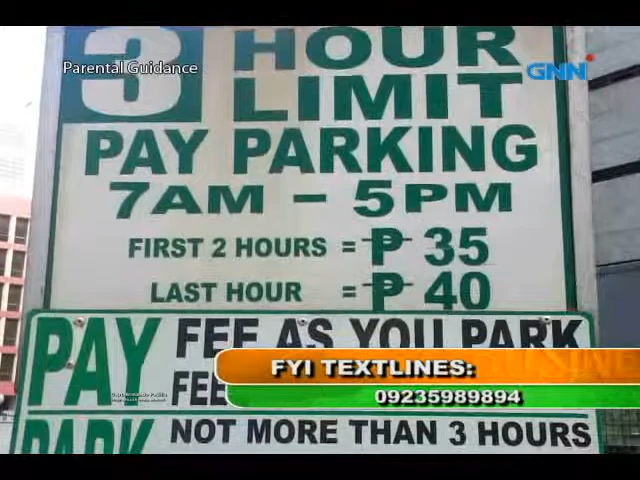 3 HOUR
LIMIT
Parental Guidance
GNN
PAY PARKING
7AM – 5PM
FIRST 2 HOURS = ₱ 35
LAST HOUR = ₱ 40
PAY FEE AS YOU PARK
FEE
FYI TEXTLINES:
09235989894
PARK NOT MORE THAN 3 HOURS